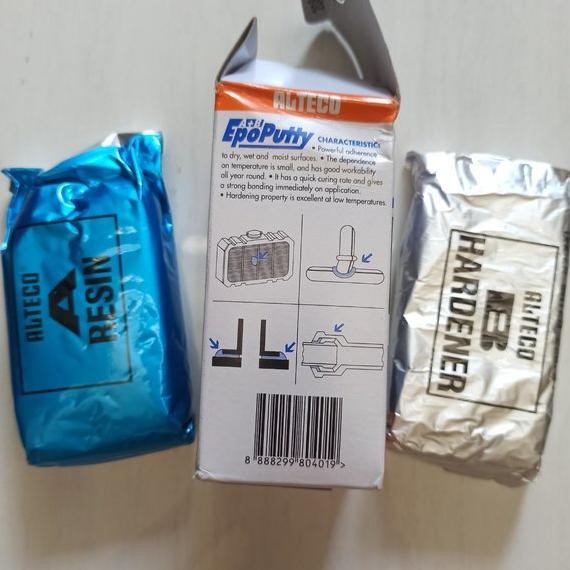 ALTECO
A+B
EpoPutty
CHARACTERISTICS
• Powerful adherence
to dry, wet and moist surfaces. • The dependence
on temperature is small, and has good workability
all year round. • It has a quick curing rate and gives
a strong bonding immediately on application.
• Hardening property is excellent at low temperatures.
8 888299 804019 >
ALTECO
A
RESIN
ALTECO
B
HARDENER